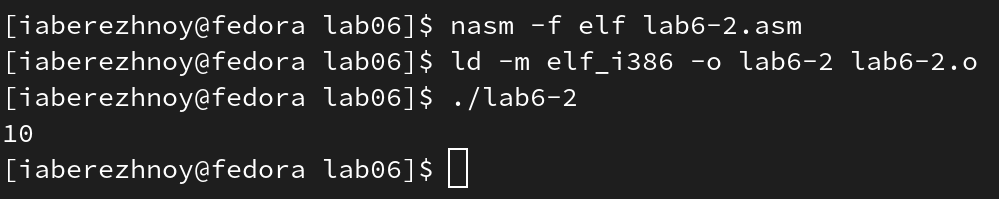 [iaberezhnoy@fedora lab06]$ nasm -f elf lab6-2.asm
[iaberezhnoy@fedora lab06]$ ld -m elf_i386 -o lab6-2 lab6-2.o
[iaberezhnoy@fedora lab06]$ ./lab6-2
10
[iaberezhnoy@fedora lab06]$